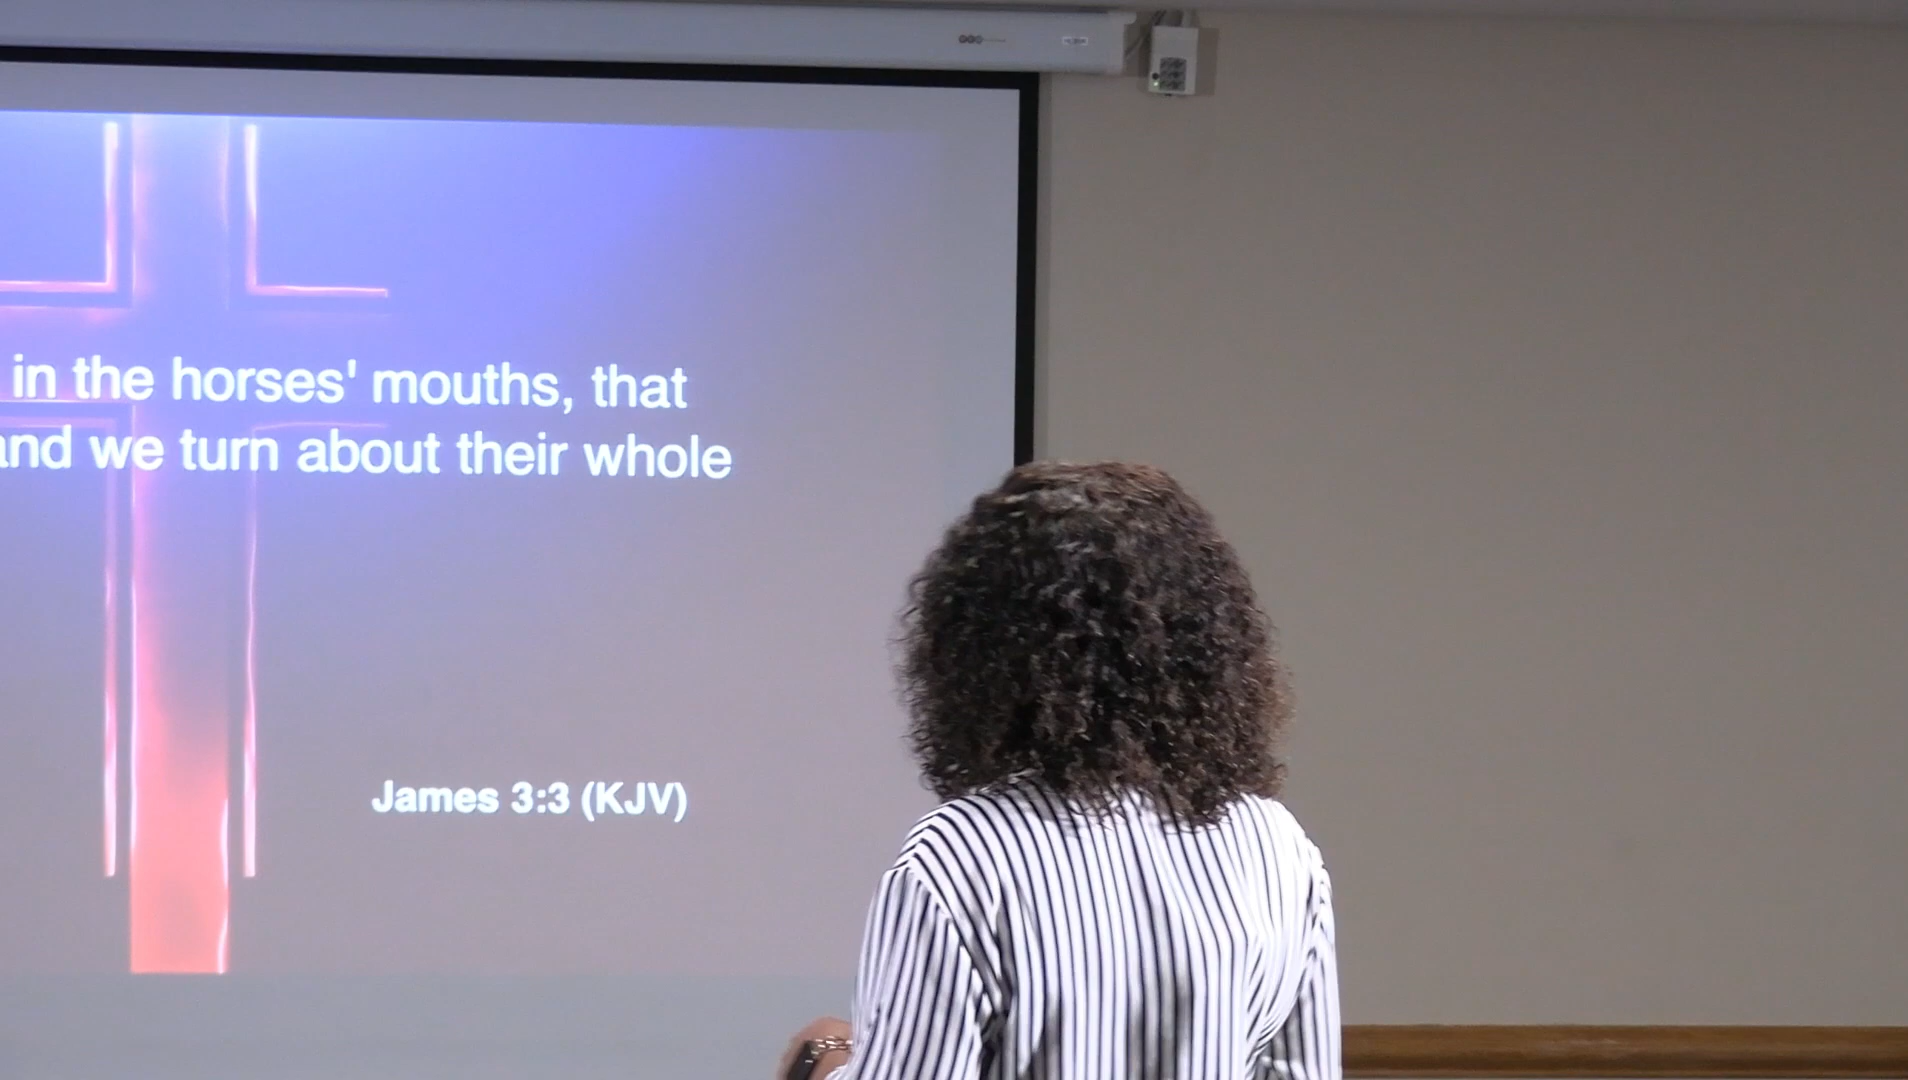 in the horses' mouths, that
and we turn about their whole
James 3:3 (KJV)